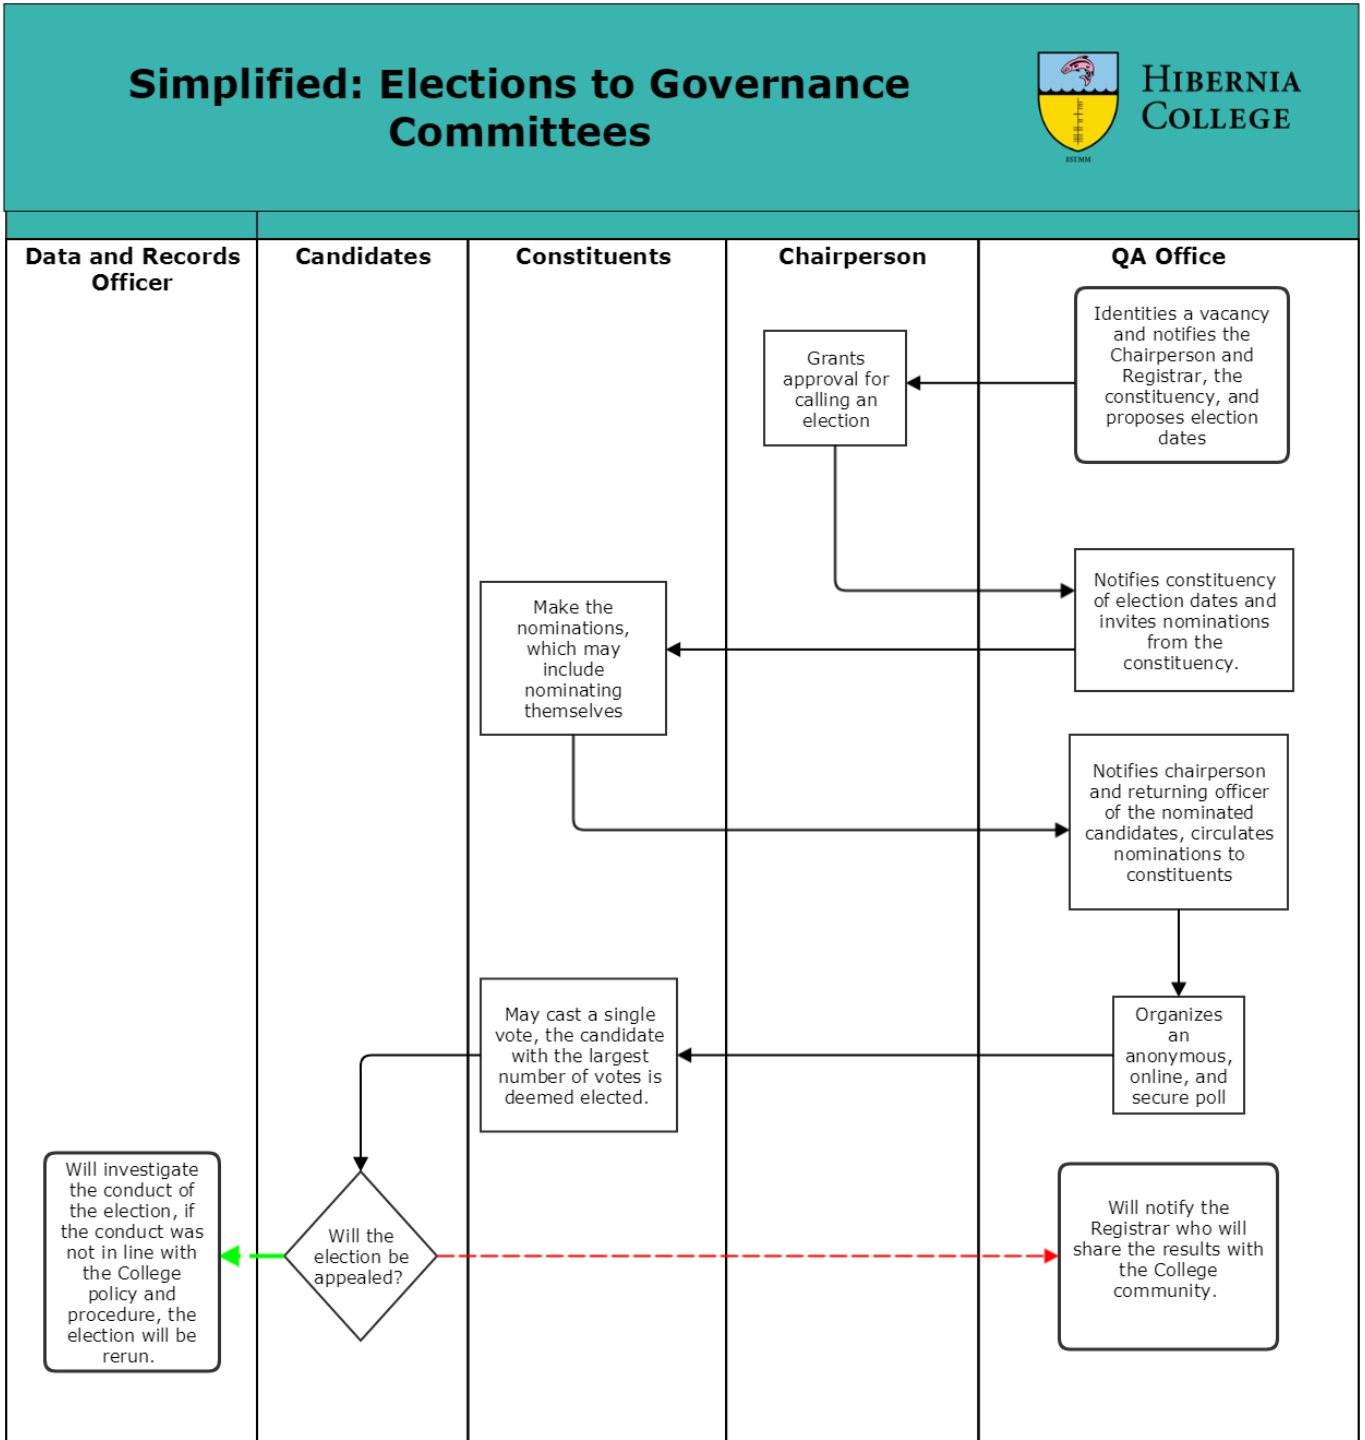 Simplified: Elections to Governance
Committees
HIBERNIA
COLLEGE
EST.MM
Data and Records
Officer
Candidates
Constituents
Chairperson
QA Office
Identities a vacancy
and notifies the
Chairperson and
Registrar, the
constituency, and
proposes election
dates
Grants
approval for
calling an
election
Notifies constituency
of election dates and
invites nominations
from the
constituency.
Make the
nominations,
which may
include
nominating
themselves
Notifies chairperson
and returning officer
of the nominated
candidates, circulates
nominations to
constituents
Organizes
an
anonymous,
online, and
secure poll
May cast a single
vote, the candidate
with the largest
number of votes is
deemed elected.
Will the
election be
appealed?
Will investigate
the conduct of
the election, if
the conduct was
not in line with
the College
policy and
procedure, the
election will be
rerun.
Will notify the
Registrar who will
share the results with
the College
community.